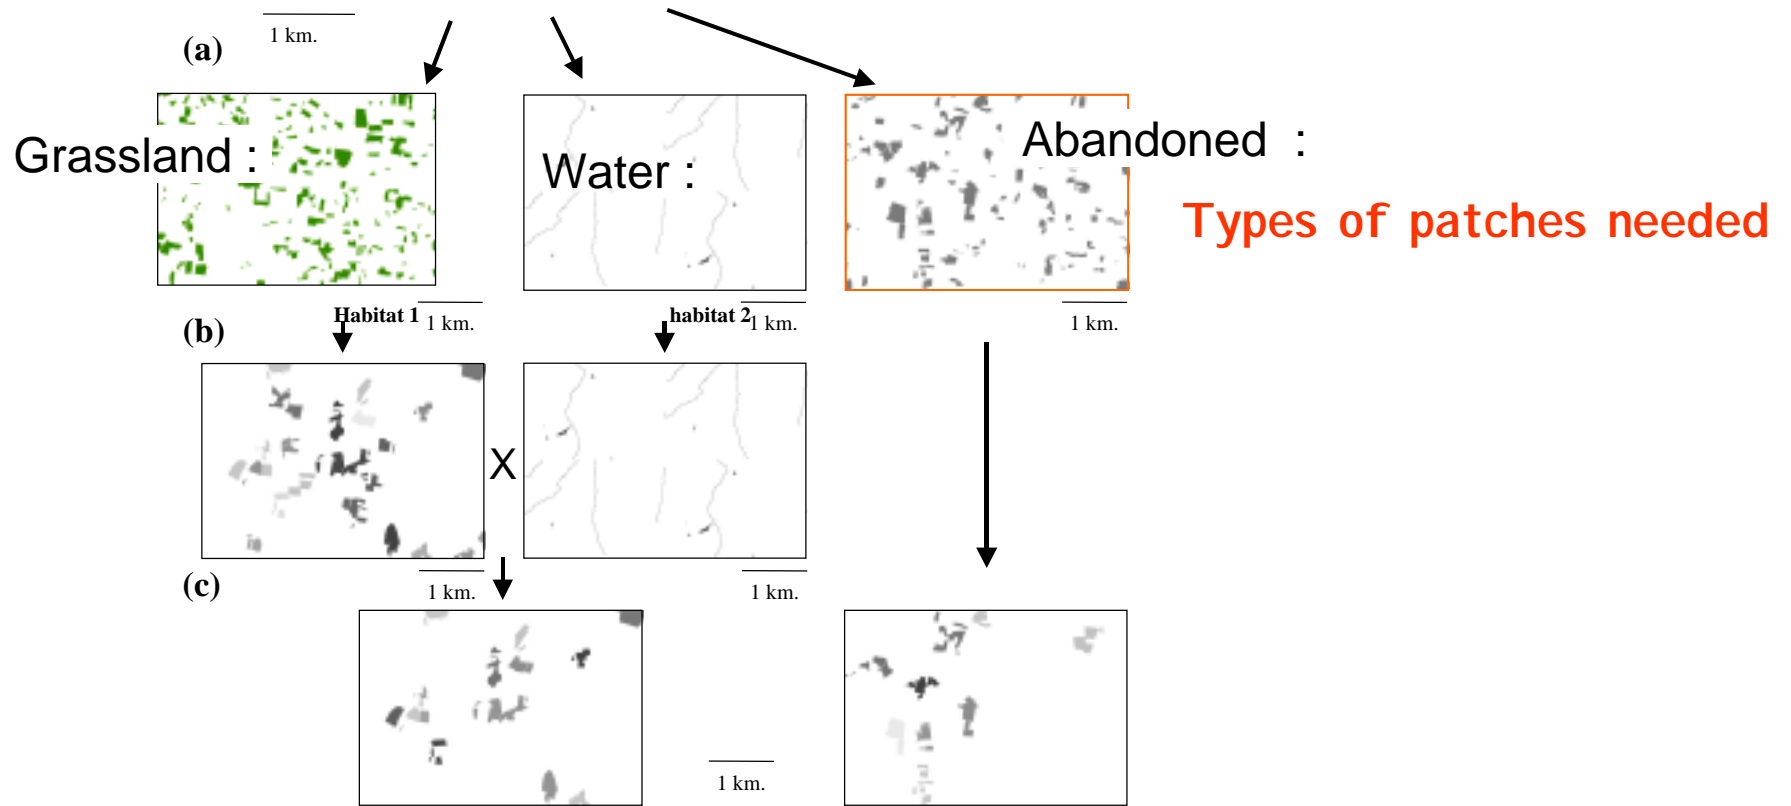 1 km.
(a)
Grassland :
Water :
Abandoned :
Types of patches needed
Habitat 1
1 km.
habitat 2
1 km.
1 km.
(b)
X
1 km.
1 km.
(c)
1 km.